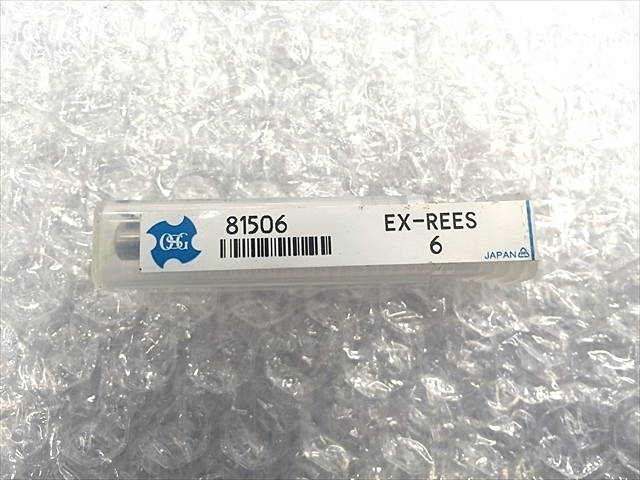 OSG
81506
EX-REES
6
JAPAN